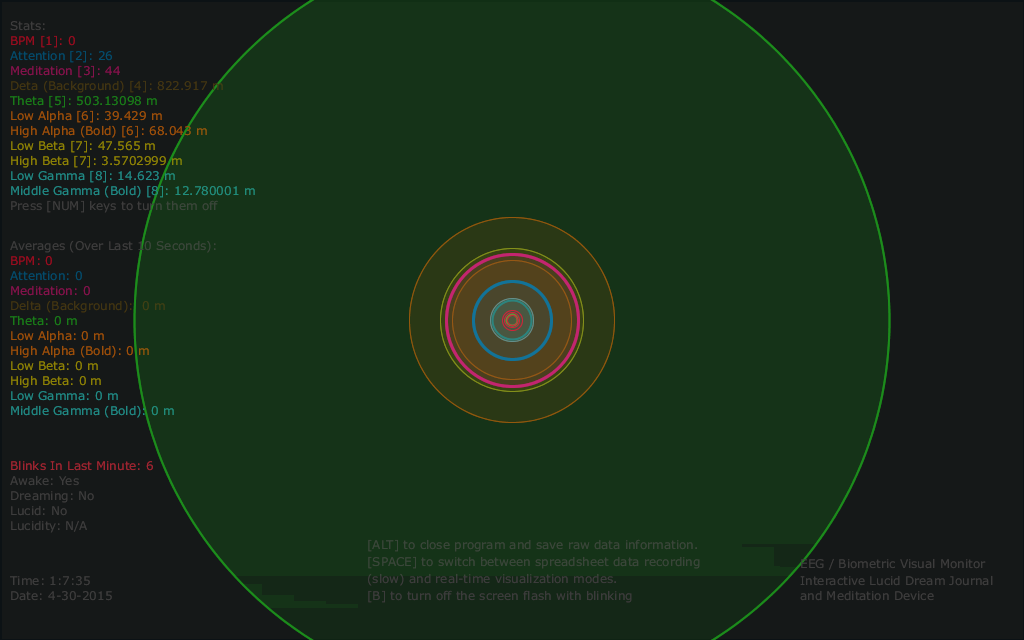 Stats:
BPM [1]: 0
Attention [2]: 26
Meditation [3]: 44
Deta (Background) [4]: 822.917 m
Theta [5]: 503.13098 m
Low Alpha [6]: 39.429 m
High Alpha (Bold) [6]: 68.043 m
Low Beta [7]: 47.565 m
High Beta [7]: 3.5702999 m
Low Gamma [8]: 14.623 m
Middle Gamma (Bold) [8]: 12.780001 m
Press [NUM] keys to turn them off
Averages (Over Last 10 Seconds):
BPM: 0
Attention: 0
Meditation: 0
Delta (Background): 0 m
Theta: 0 m
Low Alpha: 0 m
High Alpha (Bold): 0 m
Low Beta: 0 m
High Beta: 0 m
Low Gamma: 0 m
Middle Gamma (Bold): 0 m
Blinks In Last Minute: 6
Awake: Yes
Dreaming: No
Lucid: No
Lucidity: N/A
Time: 1:7:35
Date: 4-30-2015
[ALT] to close program and save raw data information.
[SPACE] to switch between spreadsheet data recording
(slow) and real-time visualization modes.
[B] to turn off the screen flash with blinking
EEG / Biometric Visual Monitor
Interactive Lucid Dream Journal
and Meditation Device